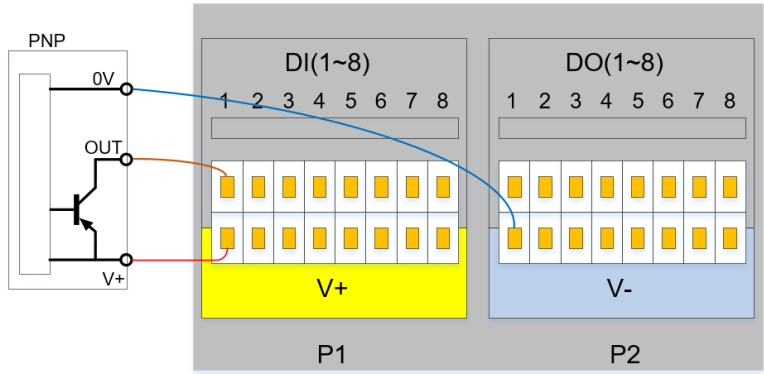 PNP
0V
OUT
V+
DI(1~8)
1 2 3 4 5 6 7 8
V+
P1
DO(1~8)
1 2 3 4 5 6 7 8
V-
P2